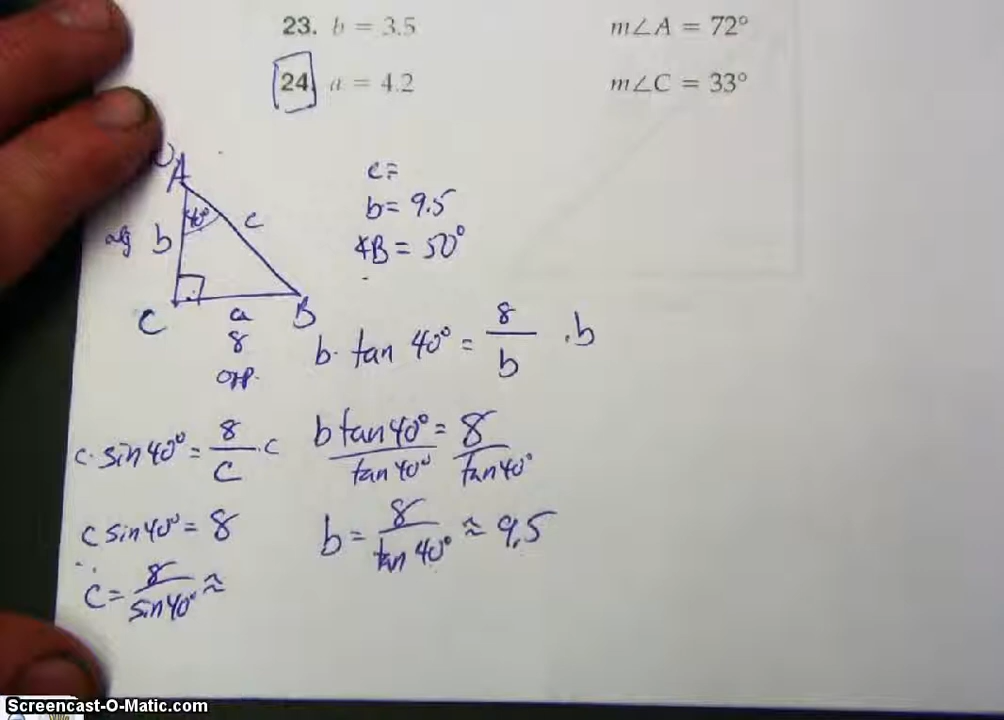 23. b = 3.5 m∠A = 72°
24. a = 4.2 m∠C = 33°
A
40°
c
adj b
C
a
B
8
opp.
c =
b = 9.5
∡B = 50°
b · tan 40° = 8/b · b
b tan 40° / tan 40° = 8 / tan 40°
b = 8 / tan 40° ≈ 9.5
c · sin 40° = 8/c · c
c sin 40° = 8
c = 8 / sin 40° ≈
Screencast-O-Matic.com